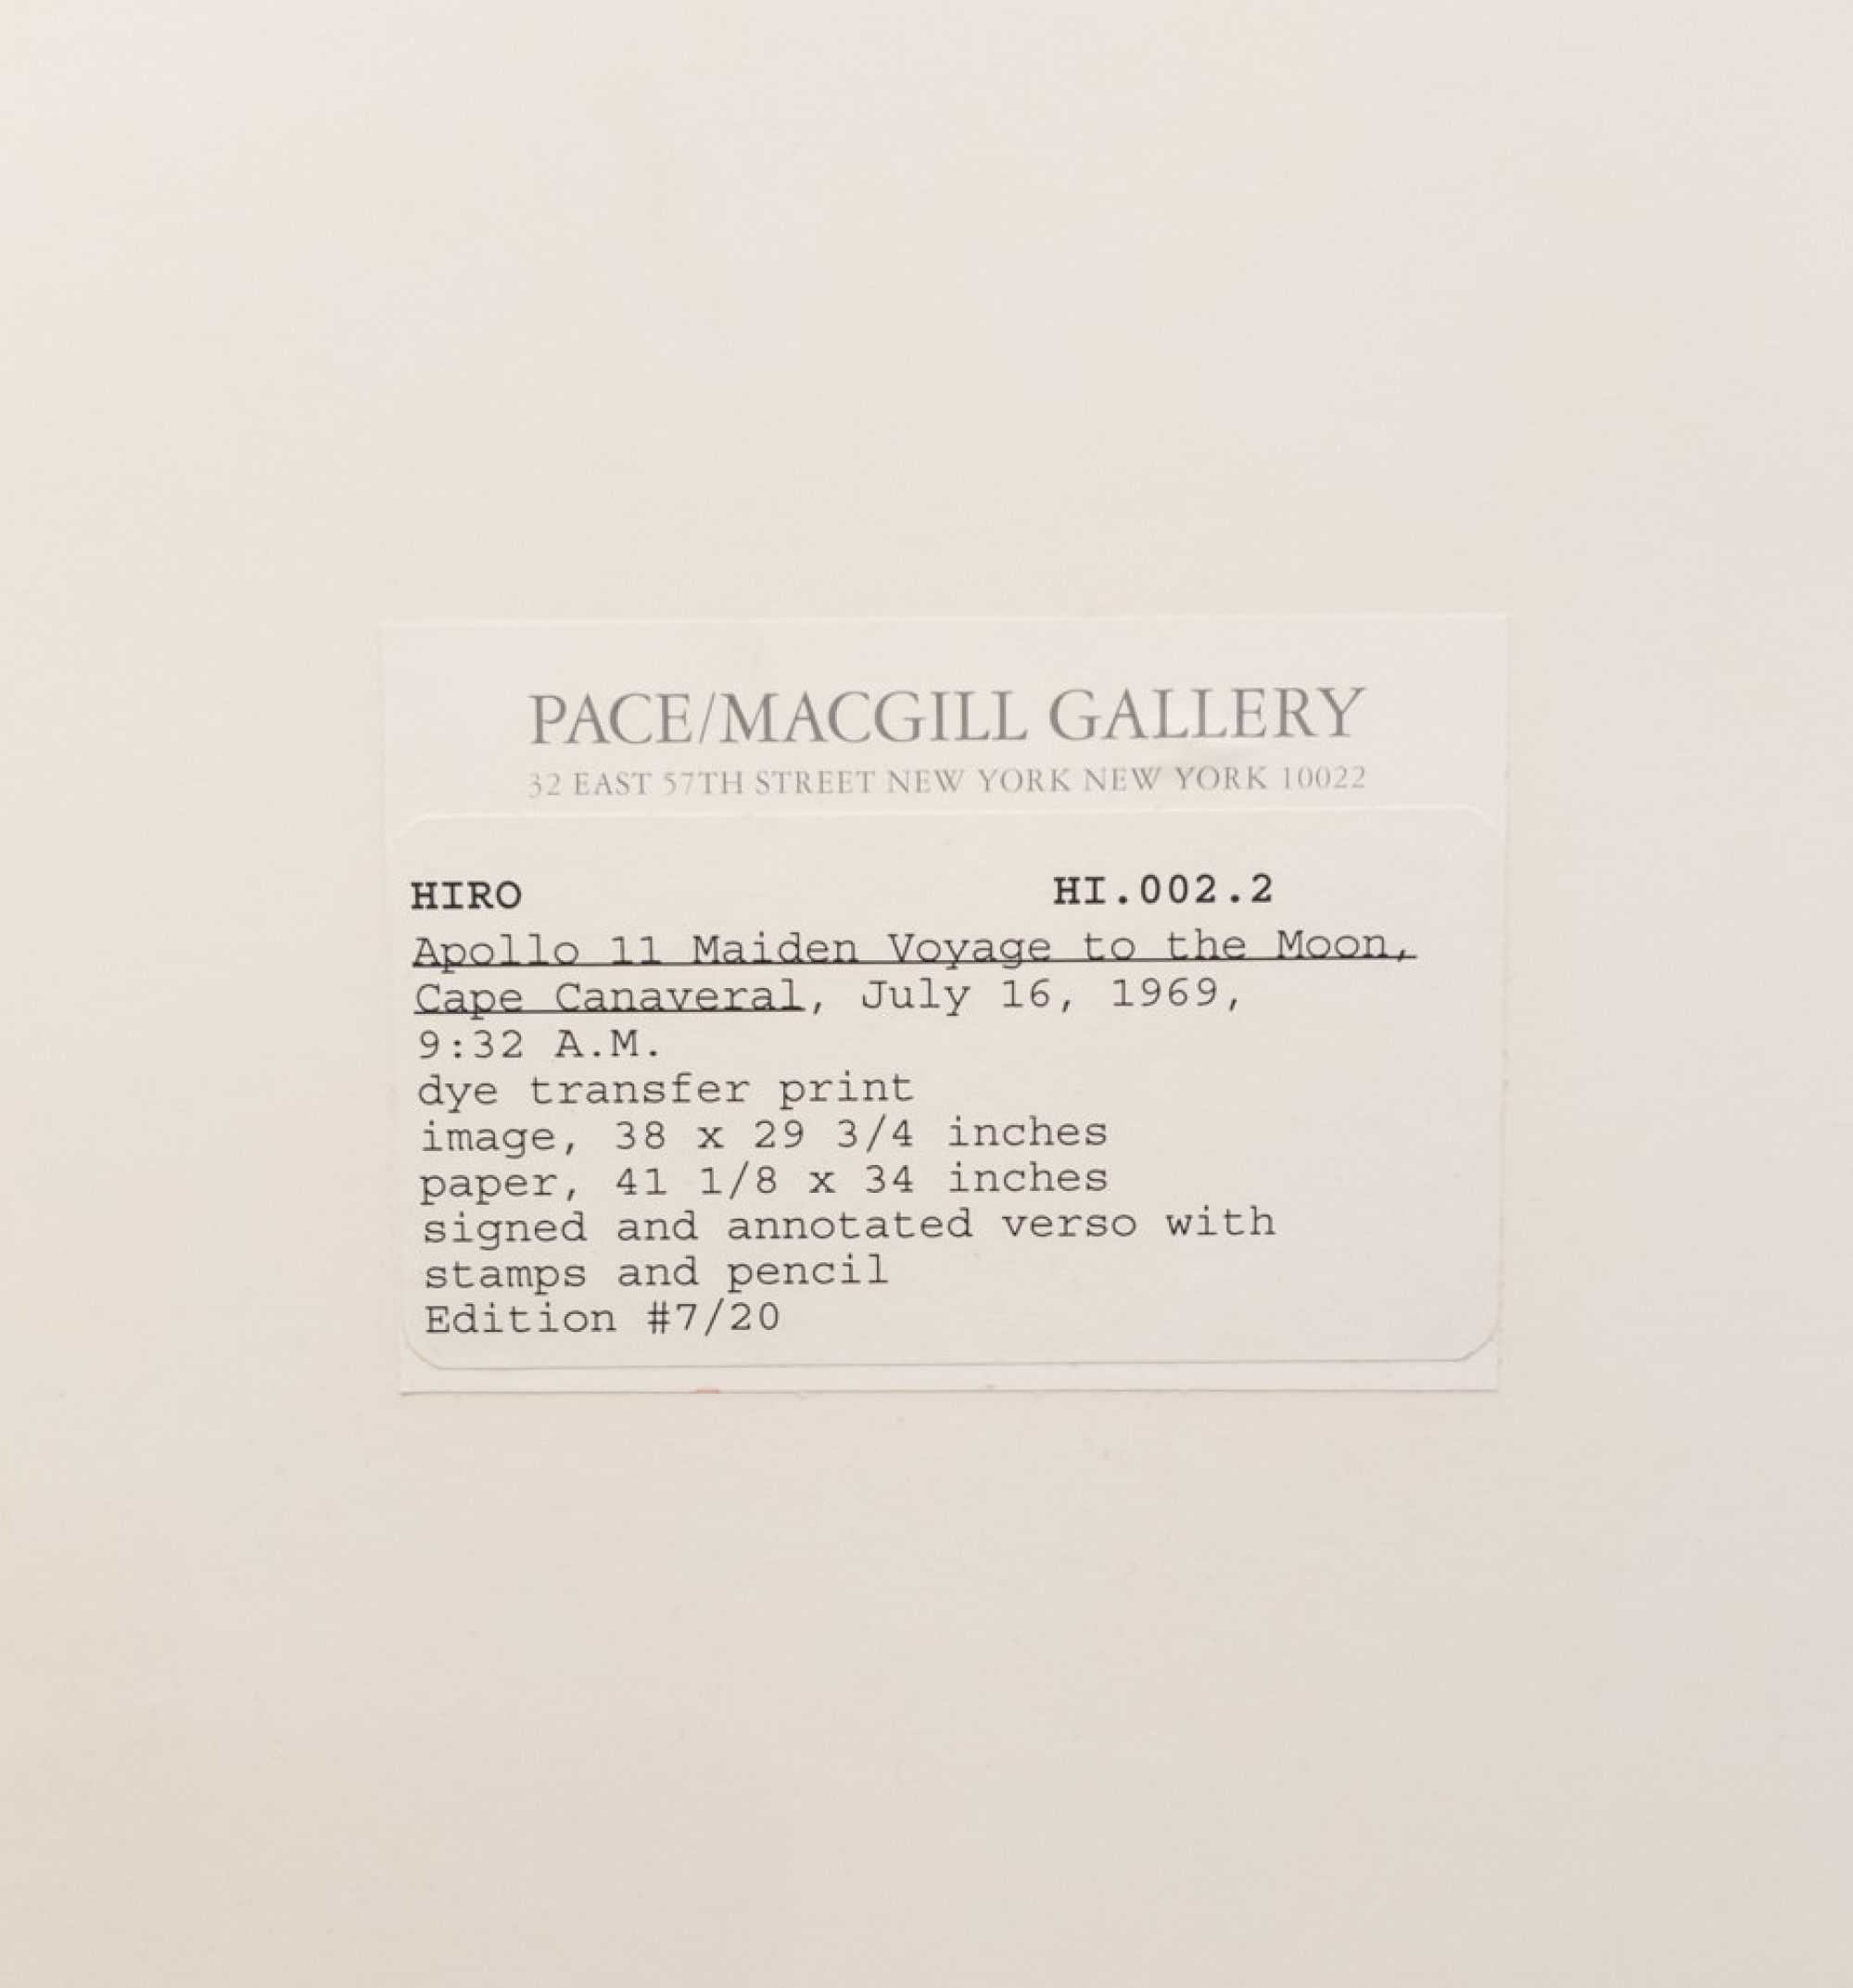 PACE/MACGILL GALLERY
32 EAST 57TH STREET NEW YORK NEW YORK 10022
HIRO HI.002.2
Apollo 11 Maiden Voyage to the Moon,
Cape Canaveral, July 16, 1969,
9:32 A.M.
dye transfer print
image, 38 x 29 3/4 inches
paper, 41 1/8 x 34 inches
signed and annotated verso with
stamps and pencil
Edition #7/20